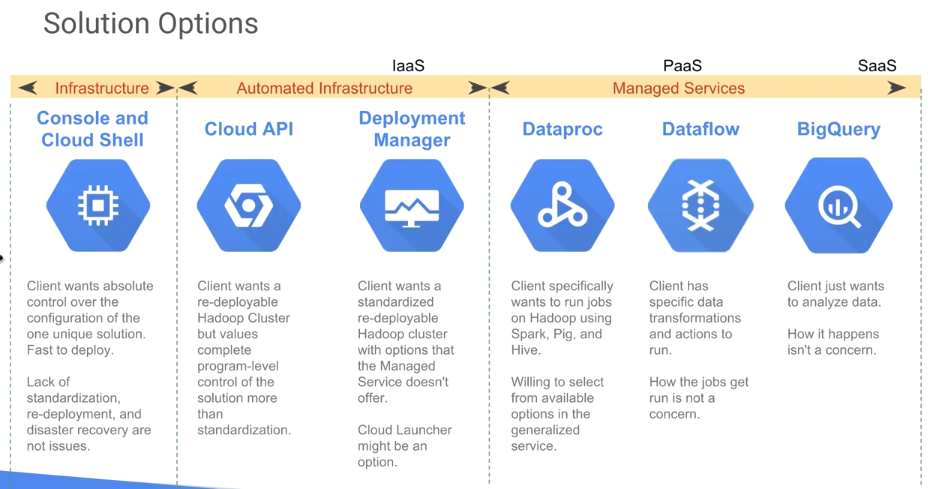 Solution Options
IaaS
PaaS
SaaS
Infrastructure
Automated Infrastructure
Managed Services
Console and
Cloud Shell
Client wants absolute
control over the
configuration of the
one unique solution.
Fast to deploy.
Lack of
standardization,
re-deployment, and
disaster recovery are
not issues.
Cloud API
Client wants a
re-deployable
Hadoop Cluster
but values
complete
program-level
control of the
solution more
than
standardization.
Deployment
Manager
Client wants a
standardized
re-deployable
Hadoop cluster
with options that
the Managed
Service doesn't
offer.
Cloud Launcher
might be an
option.
Dataproc
Client specifically
wants to run jobs
on Hadoop using
Spark, Pig, and
Hive.
Willing to select
from available
options in the
generalized
service.
Dataflow
Client has
specific data
transformations
and actions to
run.
How the jobs get
run is not a
concern.
BigQuery
Client just wants
to analyze data.
How it happens
isn't a concern.